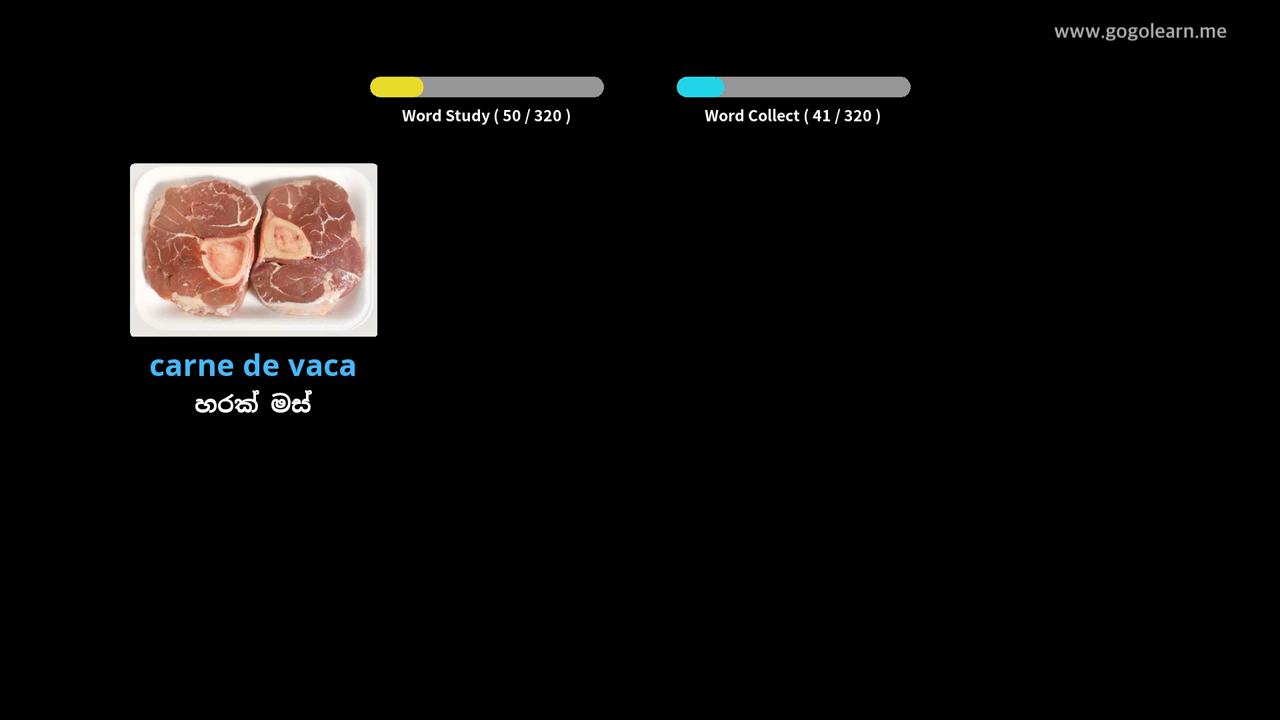 www.gogolearn.me
Word Study ( 50 / 320 )
Word Collect ( 41 / 320 )
carne de vaca
හරක් මස්